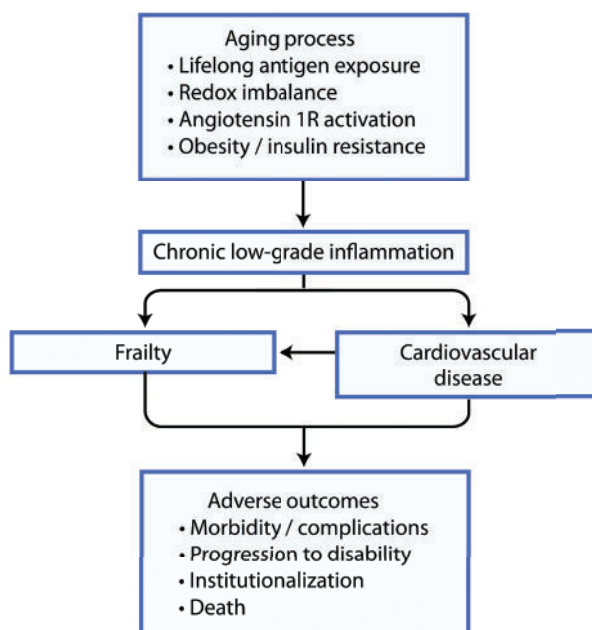 Aging process
• Lifelong antigen exposure
• Redox imbalance
• Angiotensin 1R activation
• Obesity / insulin resistance
Chronic low-grade inflammation
Frailty
Cardiovascular
disease
Adverse outcomes
• Morbidity / complications
• Progression to disability
• Institutionalization
• Death